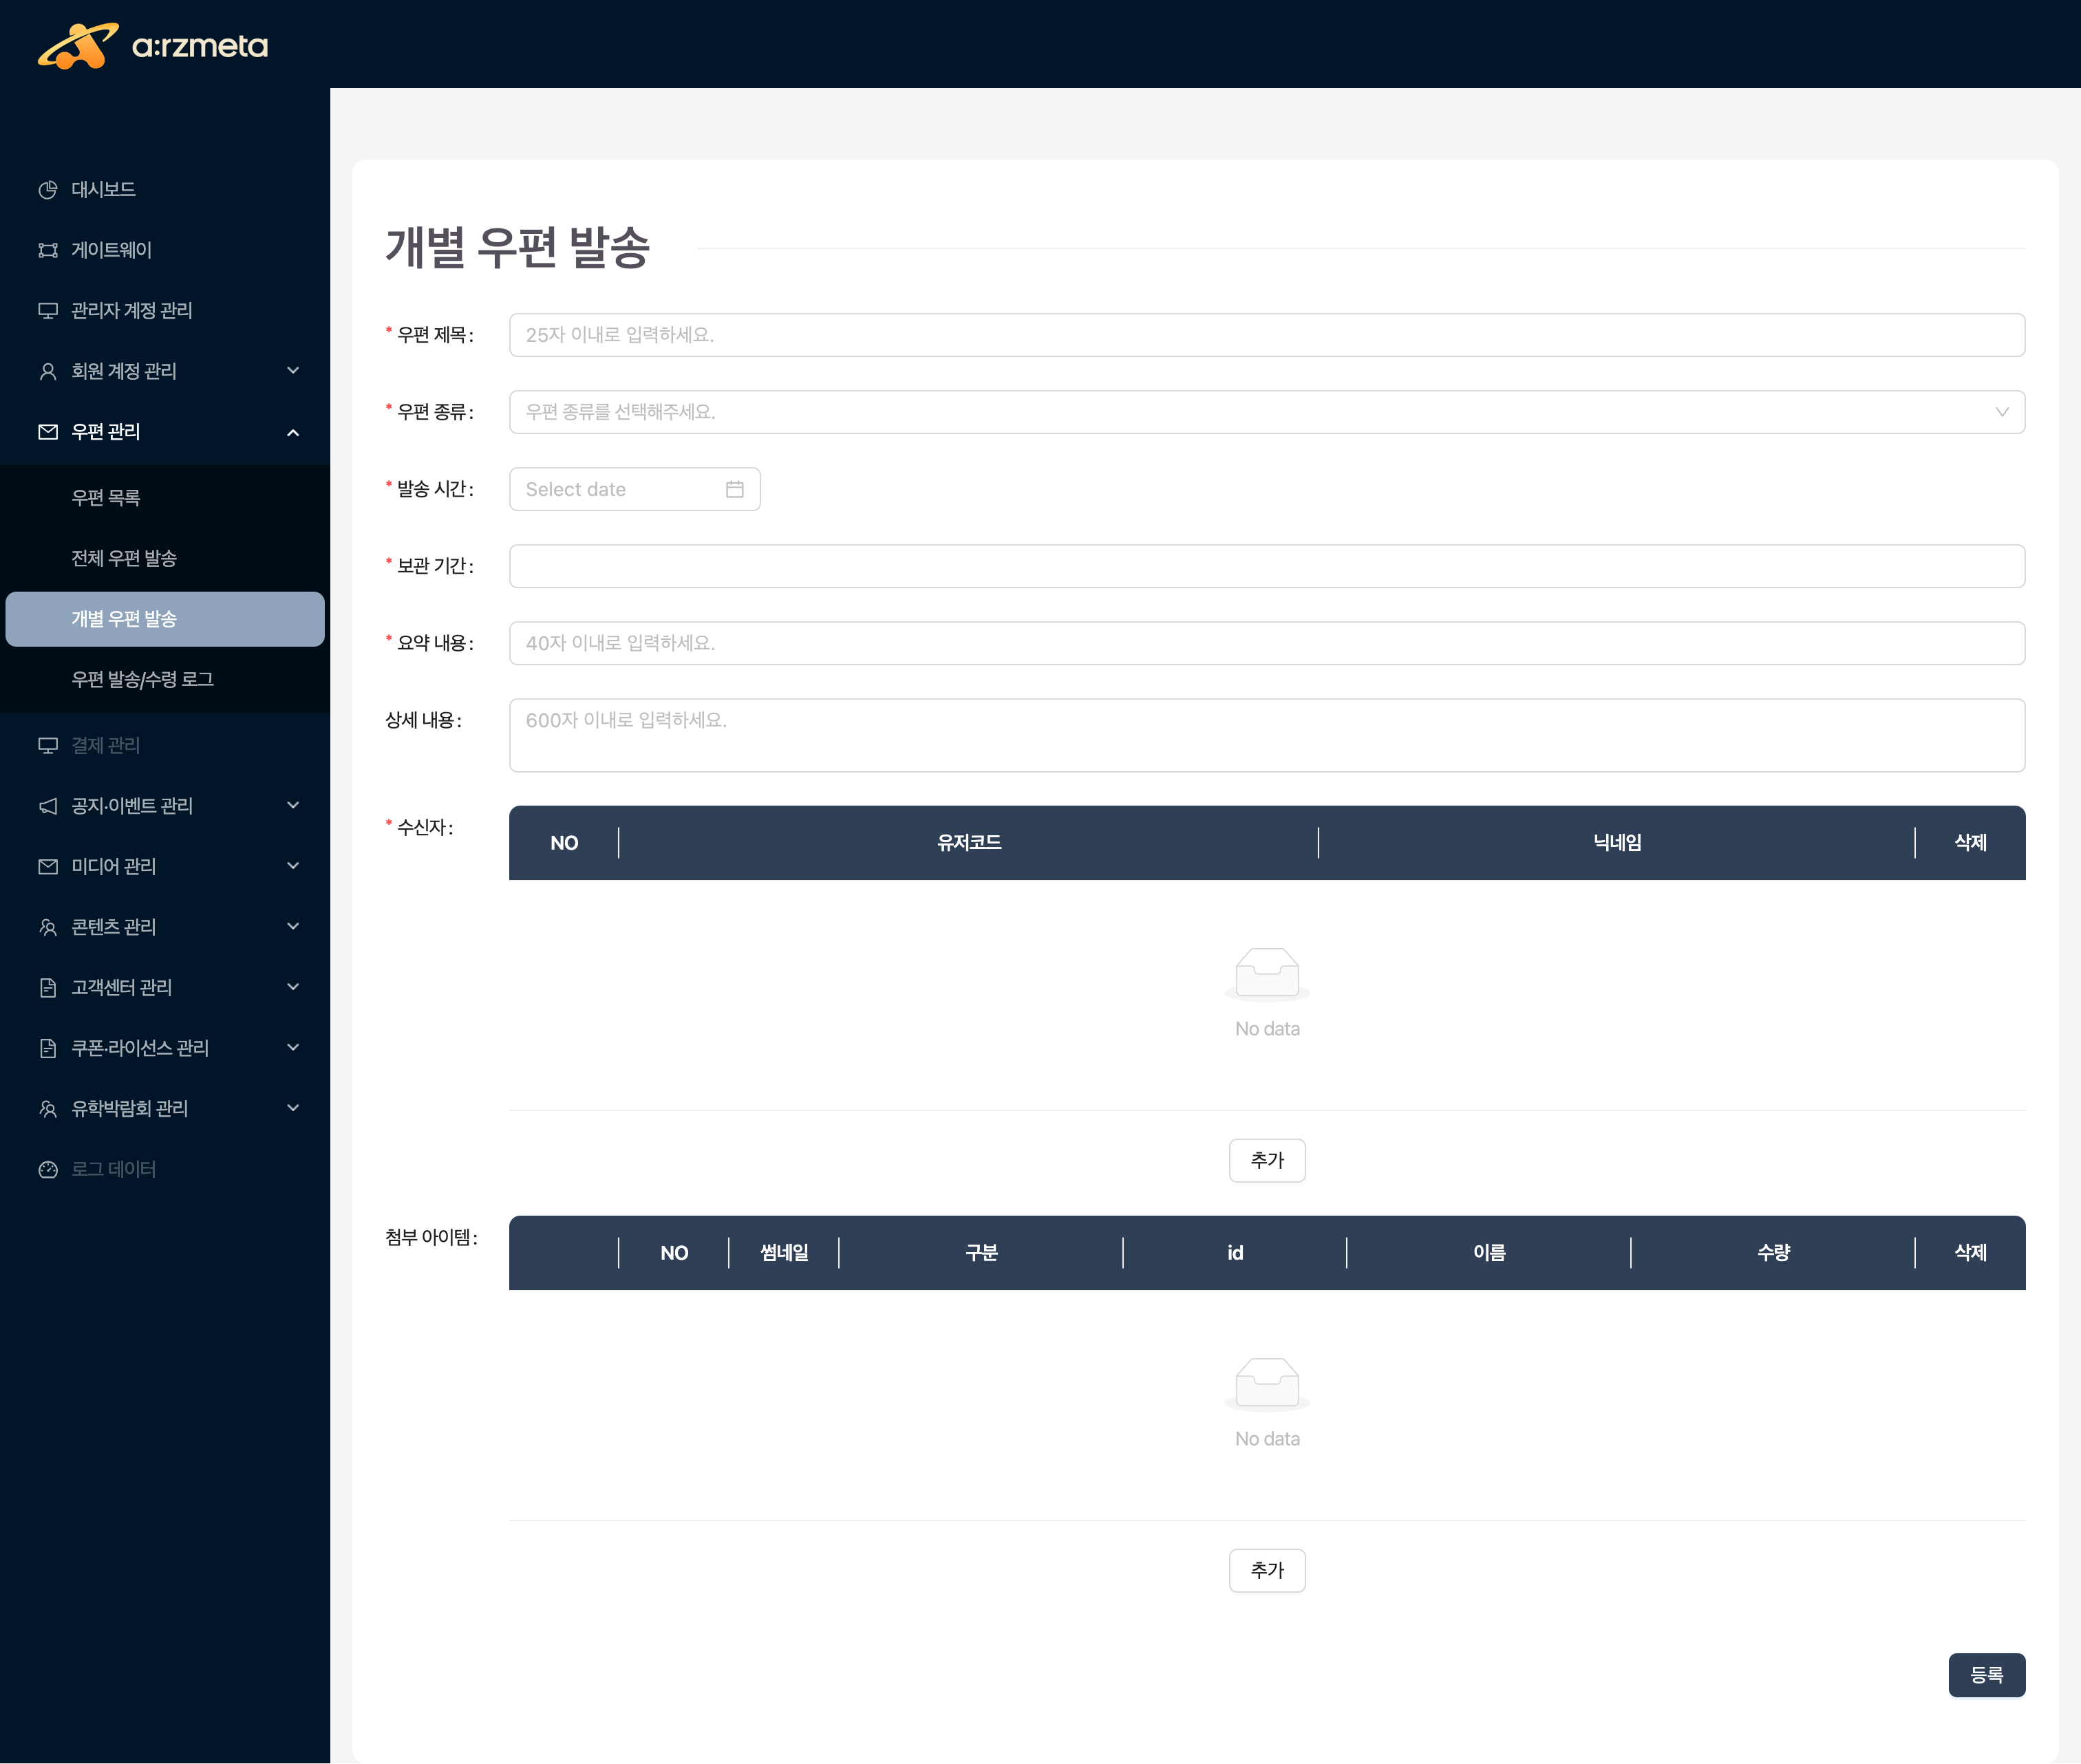 a:rzmeta
대시보드
게이트웨이
관리자 계정 관리
회원 계정 관리
우편 관리
우편 목록
전체 우편 발송
개별 우편 발송
우편 발송/수령 로그
결제 관리
공지·이벤트 관리
미디어 관리
콘텐츠 관리
고객센터 관리
쿠폰·라이선스 관리
유학박람회 관리
로그 데이터
개별 우편 발송
* 우편 제목: 25자 이내로 입력하세요.
* 우편 종류: 우편 종류를 선택해주세요.
* 발송 시간: Select date
* 보관 기간:
* 요약 내용: 40자 이내로 입력하세요.
상세 내용: 600자 이내로 입력하세요.
* 수신자: NO 유저코드 닉네임 삭제
No data
추가
첨부 아이템: NO 썸네일 구분 id 이름 수량 삭제
No data
추가
등록